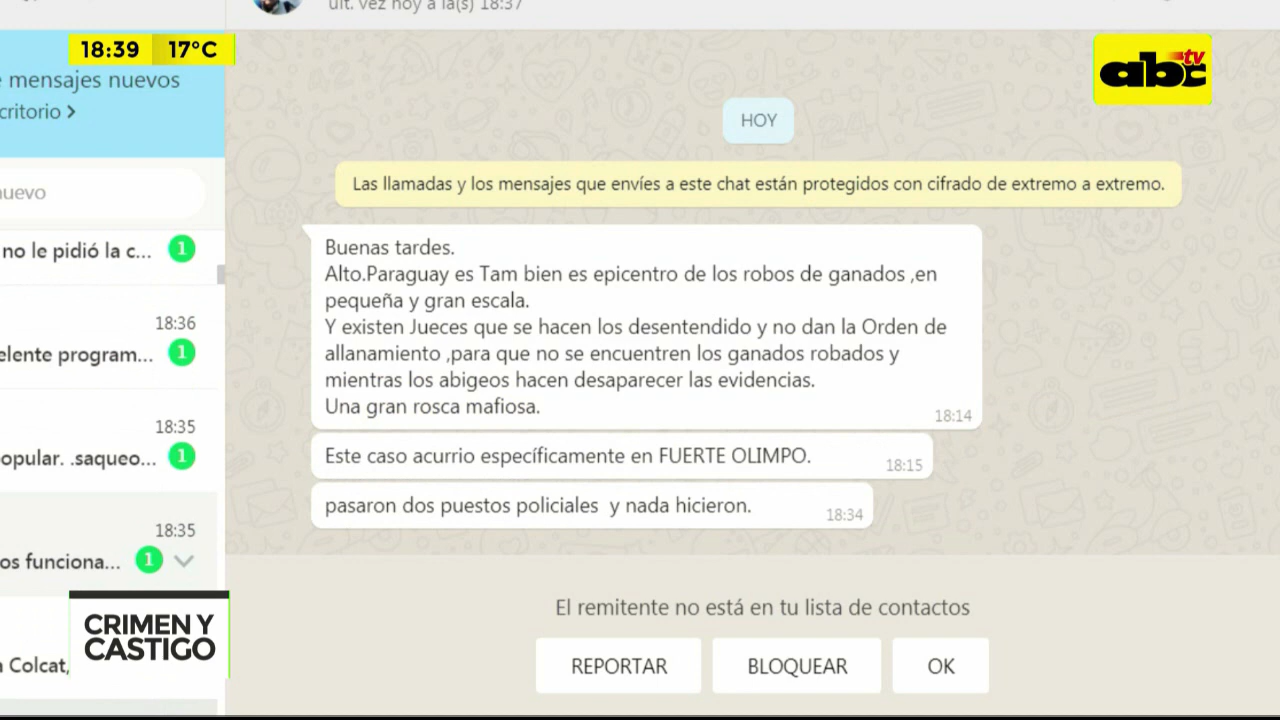 ult. vez hoy a la(s) 18:37
18:39 17°C
abc tv
mensajes nuevos
critorio >
nuevo
no le pidió la c... 1
18:36
elente program... 1
18:35
opular. .saqueo... 1
18:35
os funciona... 1
Colcat,
CRIMEN Y
CASTIGO
HOY
Las llamadas y los mensajes que envíes a este chat están protegidos con cifrado de extremo a extremo.
Buenas tardes.
Alto.Paraguay es Tam bien es epicentro de los robos de ganados ,en
pequeña y gran escala.
Y existen Jueces que se hacen los desentendido y no dan la Orden de
allanamiento ,para que no se encuentren los ganados robados y
mientras los abigeos hacen desaparecer las evidencias.
Una gran rosca mafiosa.
18:14
Este caso acurrio específicamente en FUERTE OLIMPO.
18:15
pasaron dos puestos policiales  y nada hicieron.
18:34
El remitente no está en tu lista de contactos
REPORTAR BLOQUEAR OK